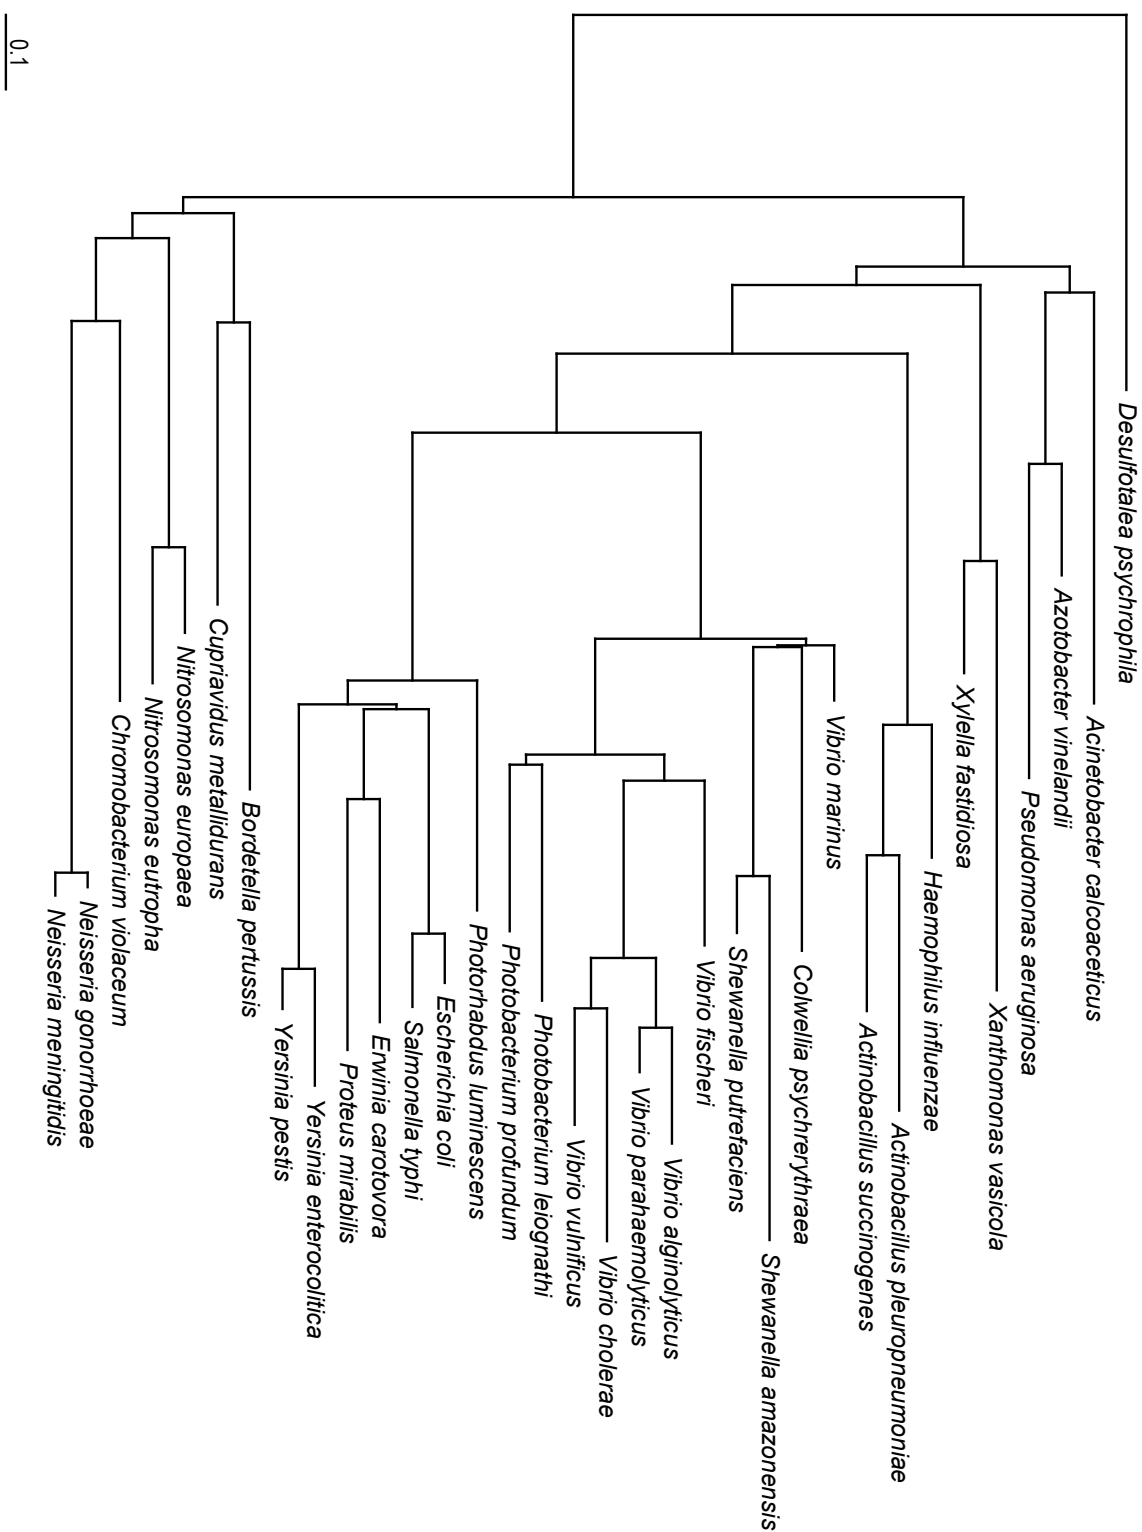 Desulfotalea psychrophila
Acinetobacter calcoaceticus
Azotobacter vinelandii
Pseudomonas aeruginosa
Xanthomonas vasicola
Xylella fastidiosa
Haemophilus influenzae
Actinobacillus pleuropneumoniae
Actinobacillus succinogenes
Vibrio marinus
Colwellia psychrerythraea
Shewanella amazonensis
Shewanella putrefaciens
Vibrio fischeri
Vibrio alginolyticus
Vibrio parahaemolyticus
Vibrio cholerae
Vibrio vulnificus
Photobacterium leiognathi
Photobacterium profundum
Photorhabdus luminescens
Escherichia coli
Salmonella typhi
Erwinia carotovora
Proteus mirabilis
Yersinia enterocolitica
Yersinia pestis
Bordetella pertussis
Cupriavidus metallidurans
Nitrosomonas europaea
Nitrosomonas eutropha
Chromobacterium violaceum
Neisseria gonorrhoeae
Neisseria meningitidis
0.1